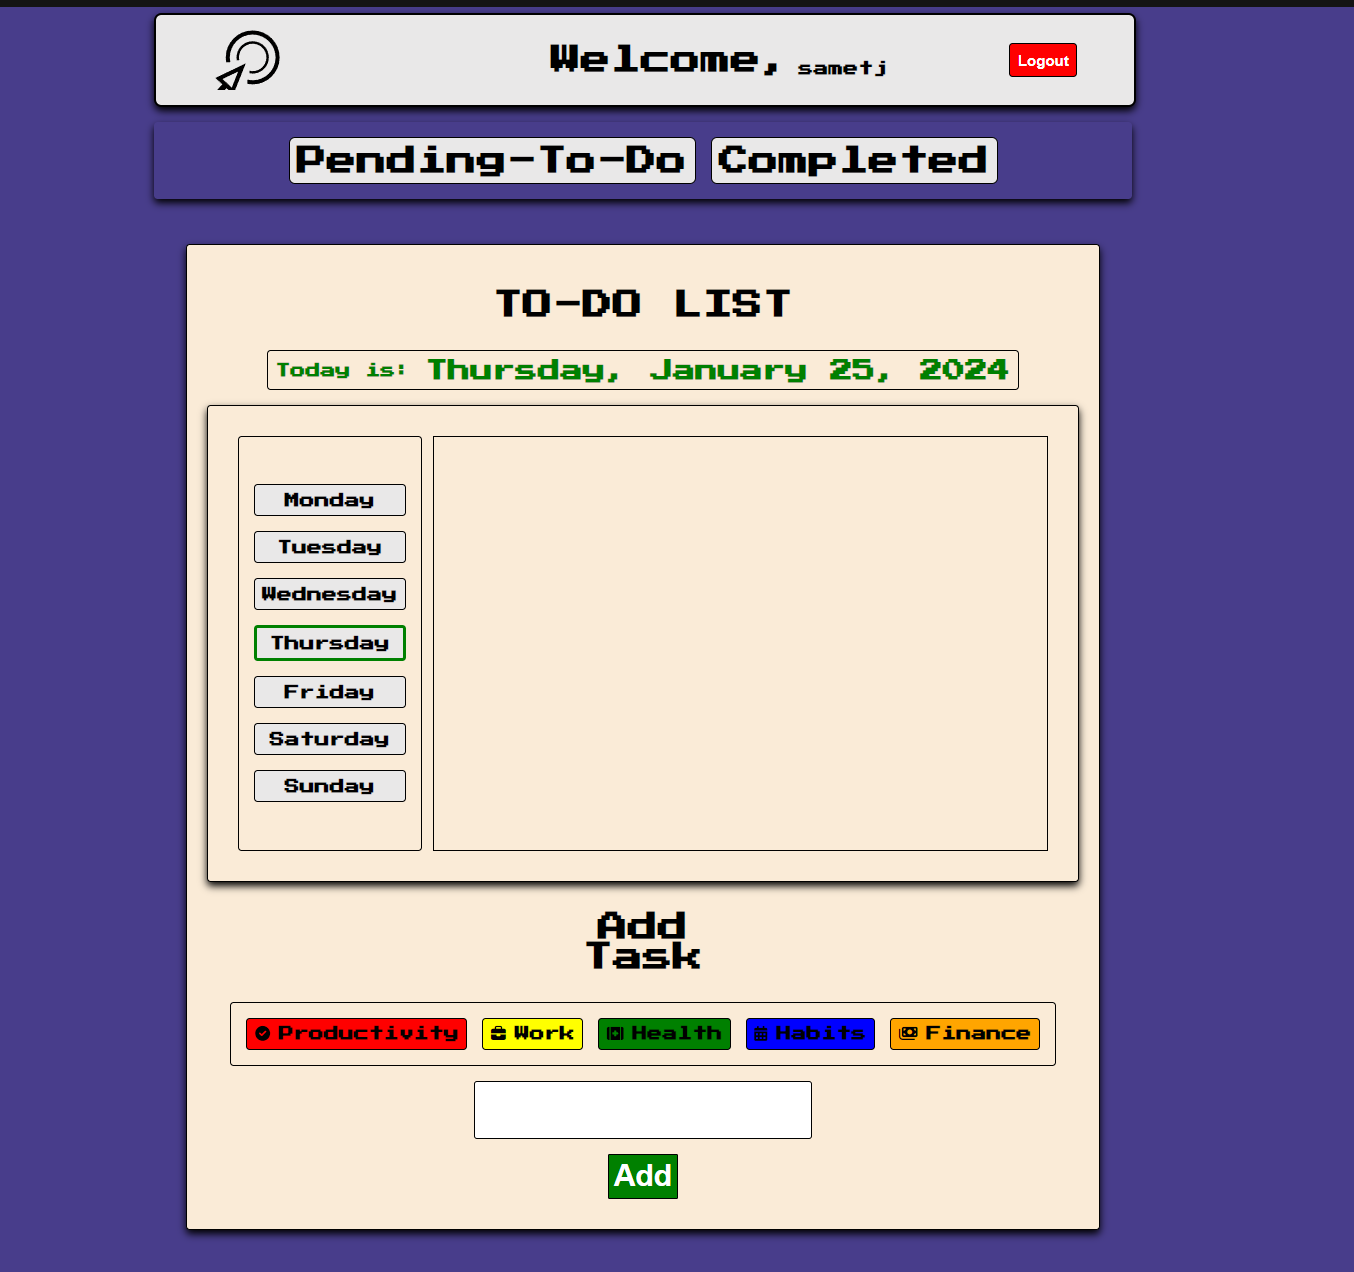 Welcome, sametj
Logout
Pending-To-Do
Completed
TO-DO LIST
Today is: Thursday, January 25, 2024
Monday
Tuesday
Wednesday
Thursday
Friday
Saturday
Sunday
Add
Task
Productivity
Work
Health
Habits
Finance
Add